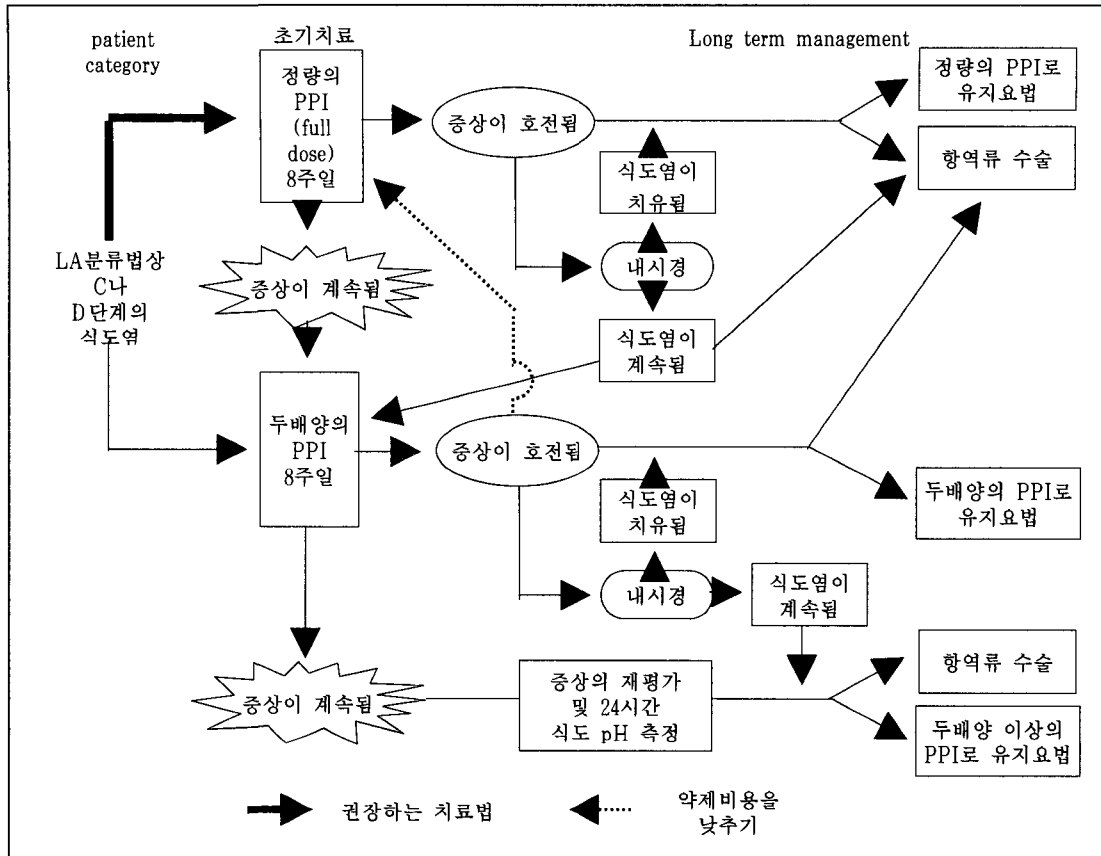 patient
category
초기치료
Long term management
정량의
PPI
(full
dose)
8주일
증상이 호전됨
정량의 PPI로
유지요법
항역류 수술
식도염이
치유됨
내시경
식도염이
계속됨
LA분류법상
C나
D단계의
식도염
증상이 계속됨
두배양의
PPI
8주일
증상이 호전됨
두배양의 PPI로
유지요법
식도염이
치유됨
내시경
식도염이
계속됨
증상이 계속됨
증상의 재평가
및 24시간
식도 pH 측정
항역류 수술
두배양 이상의
PPI로 유지요법
권장하는 치료법
약제비용을
낮추기